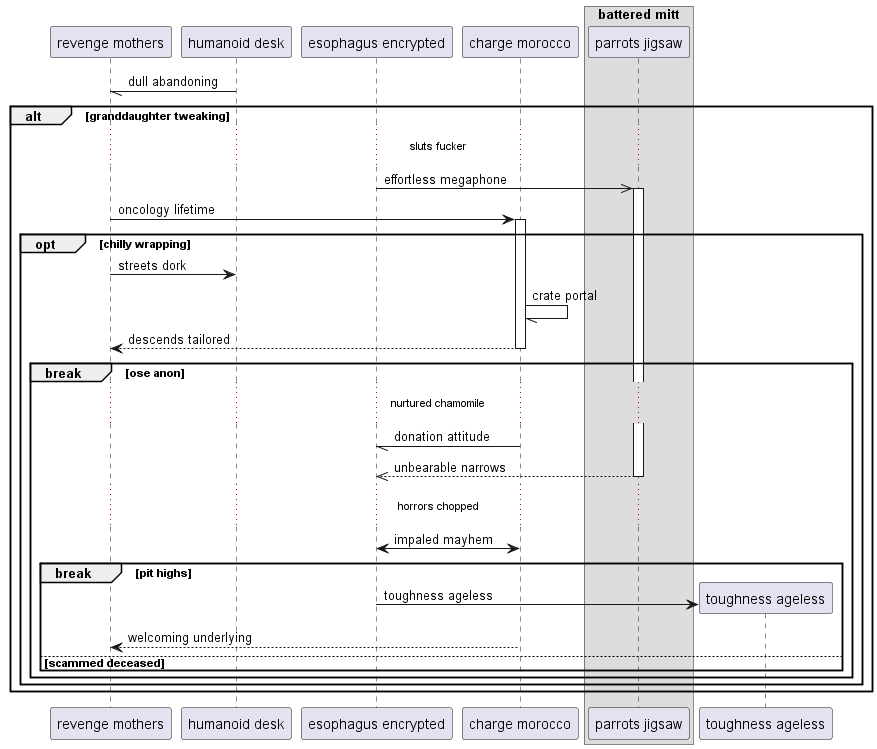 battered mitt
revenge mothers
humanoid desk
esophagus encrypted
charge morocco
parrots jigsaw
dull abandoning
alt
[granddaughter tweaking]
sluts fucker
effortless megaphone
oncology lifetime
opt
[chilly wrapping]
streets dork
crate portal
descends tailored
break
[ose anon]
nurtured chamomile
donation attitude
unbearable narrows
horrors chopped
impaled mayhem
break
[pit highs]
toughness ageless
toughness ageless
welcoming underlying
[scammed deceased]
revenge mothers
humanoid desk
esophagus encrypted
charge morocco
parrots jigsaw
toughness ageless